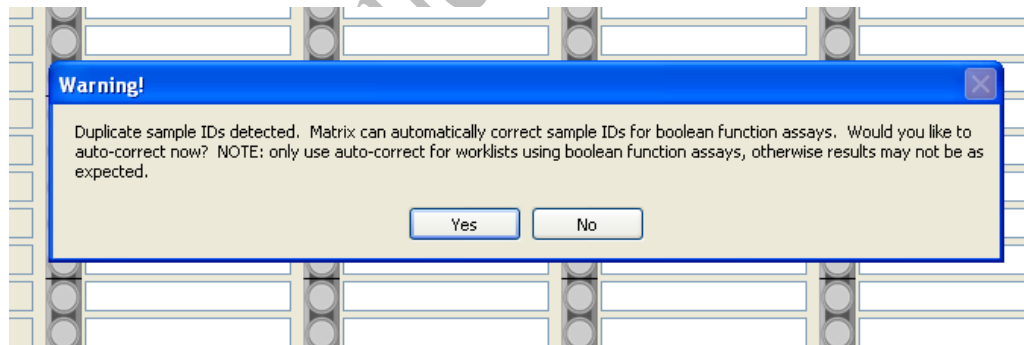 Warning!
Duplicate sample IDs detected.  Matrix can automatically correct sample IDs for boolean function assays.  Would you like to
auto-correct now?  NOTE: only use auto-correct for worklists using boolean function assays, otherwise results may not be as
expected.
Yes
No